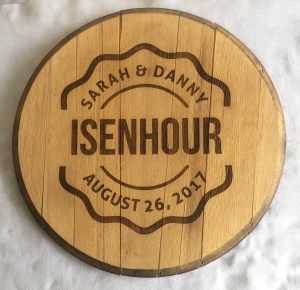 SARAH & DANNY
ISENHOUR
AUGUST 26, 2017